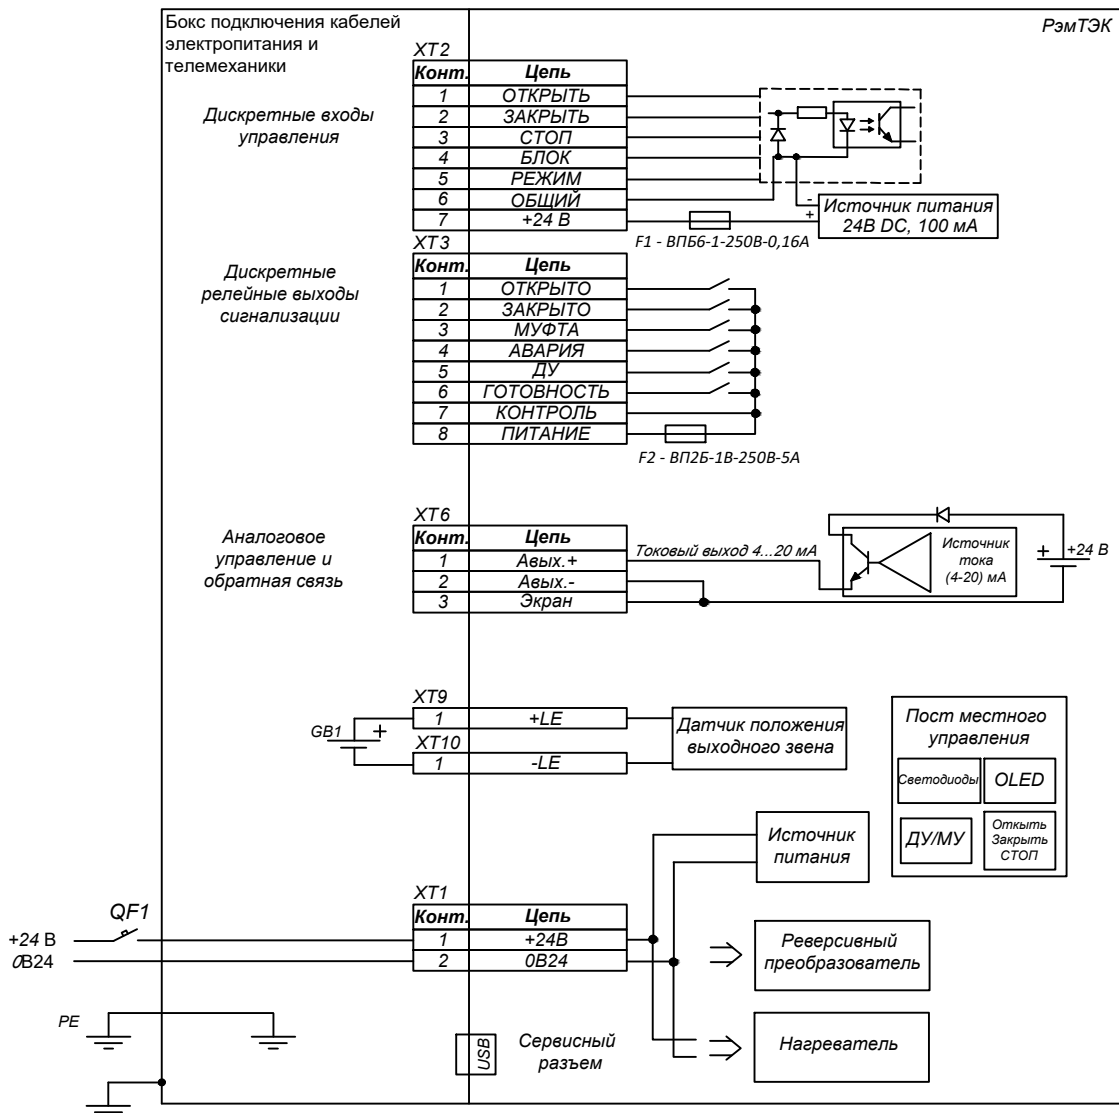 Бокс подключения кабелей
электропитания и
телемеханики
РэмТЭК
Дискретные входы
управления
XT2
Конт. Цепь
1 ОТКРЫТЬ
2 ЗАКРЫТЬ
3 СТОП
4 БЛОК
5 РЕЖИМ
6 ОБЩИЙ
7 +24 В
-
+
Источник питания
24В DC, 100 мА
F1 - ВПБ6-1-250В-0,16А
Дискретные
релейные выходы
сигнализации
XT3
Конт. Цепь
1 ОТКРЫТО
2 ЗАКРЫТО
3 МУФТА
4 АВАРИЯ
5 ДУ
6 ГОТОВНОСТЬ
7 КОНТРОЛЬ
8 ПИТАНИЕ
F2 - ВП2Б-1В-250В-5А
Аналоговое
управление и
обратная связь
XT6
Конт. Цепь
1 Авых.+
2 Авых.-
3 Экран
Токовый выход 4...20 мА
Источник
тока
(4-20) мА
+ +24 В
GB1 +
XT9
1 +LE
XT10
1 -LE
Датчик положения
выходного звена
Пост местного
управления
Светодиоды
OLED
ДУ/МУ
Откыть
Закрыть
СТОП
Источник
питания
QF1
+24 В
0В24
XT1
Конт. Цепь
1 +24В
2 0В24
Реверсивный
преобразователь
PE
USB
Сервисный
разъем
Нагреватель